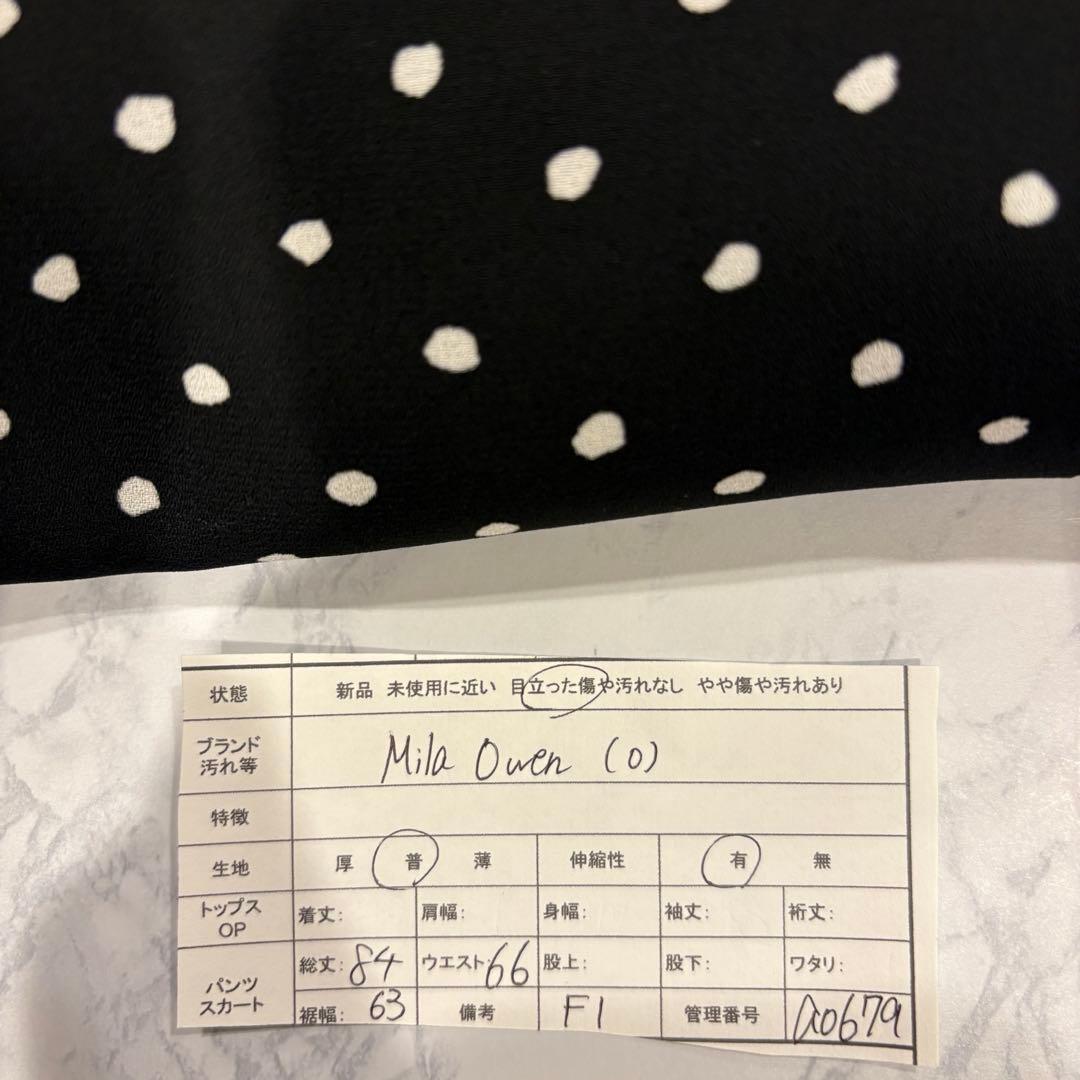 状態 新品 未使用に近い 目立った傷や汚れなし やや傷や汚れあり
ブランド
汚れ等
Mila Owen (0)
特徴
生地 厚 普 薄 伸縮性 有 無
トップス
OP
着丈: 肩幅: 身幅: 袖丈: 裄丈:
パンツ
スカート
総丈: 84 ウエスト 66 股上: 股下: ワタリ:
裾幅: 63 備考 F1 管理番号 a0679